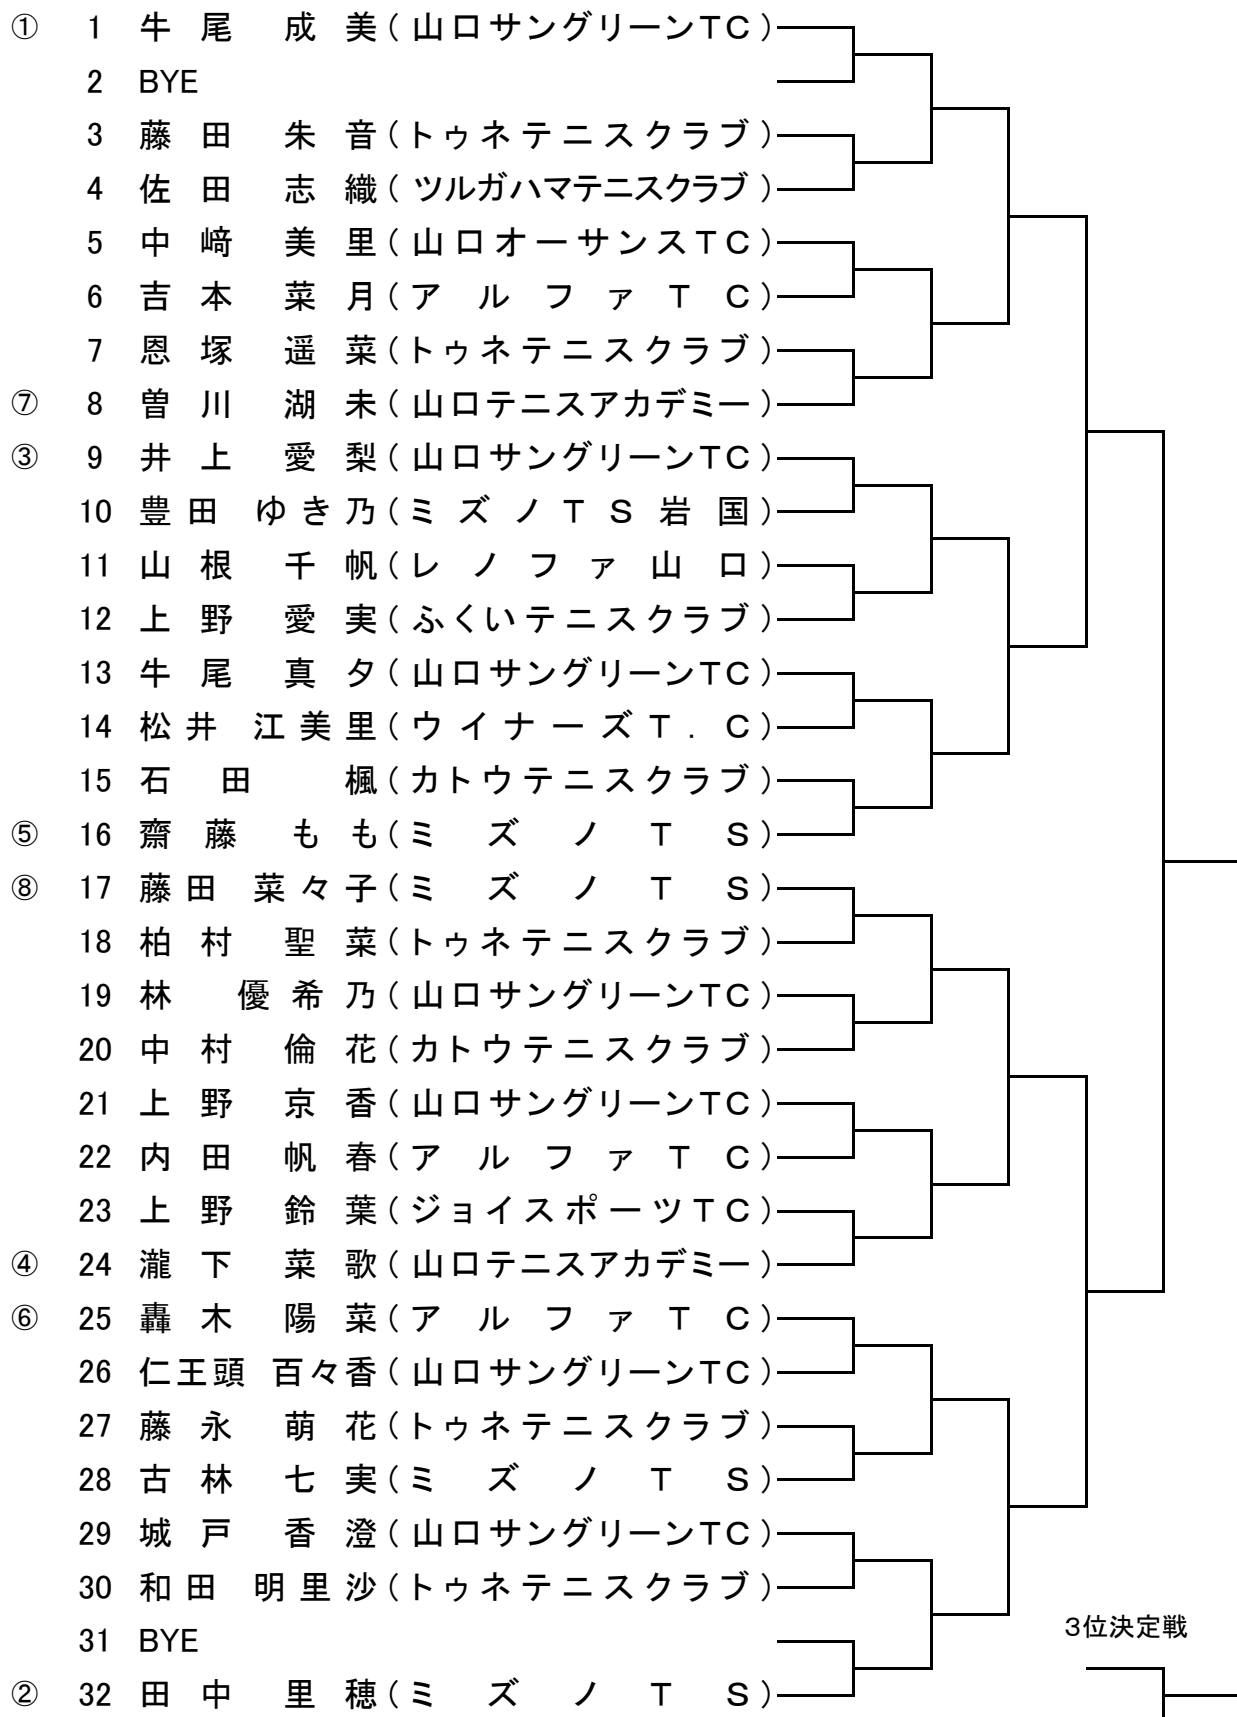 ① 1 牛尾 成美(山口サングリーンTC)
2 BYE
3 藤田 朱音(トゥネテニスクラブ)
4 佐田 志織(ツルガハマテニスクラブ)
5 中﨑 美里(山口オーサンスTC)
6 吉本 菜月(アルファTC)
7 恩塚 遥菜(トゥネテニスクラブ)
⑦ 8 曽川 湖未(山口テニスアカデミー)
③ 9 井上 愛梨(山口サングリーンTC)
10 豊田 ゆき乃(ミズノTS岩国)
11 山根 千帆(レノファ山口)
12 上野 愛実(ふくいテニスクラブ)
13 牛尾 真夕(山口サングリーンTC)
14 松井 江美里(ウイナーズT.C)
15 石田 楓(カトウテニスクラブ)
⑤ 16 齋藤 もも(ミズノTS)
⑧ 17 藤田 菜々子(ミズノTS)
18 柏村 聖菜(トゥネテニスクラブ)
19 林 優希乃(山口サングリーンTC)
20 中村 倫花(カトウテニスクラブ)
21 上野 京香(山口サングリーンTC)
22 内田 帆春(アルファTC)
23 上野 鈴葉(ジョイスポーツTC)
④ 24 瀧下 菜歌(山口テニスアカデミー)
⑥ 25 轟木 陽菜(アルファTC)
26 仁王頭 百々香(山口サングリーンTC)
27 藤永 萌花(トゥネテニスクラブ)
28 古林 七実(ミズノTS)
29 城戸 香澄(山口サングリーンTC)
30 和田 明里沙(トゥネテニスクラブ)
31 BYE
3位決定戦
② 32 田中 里穂(ミズノTS)